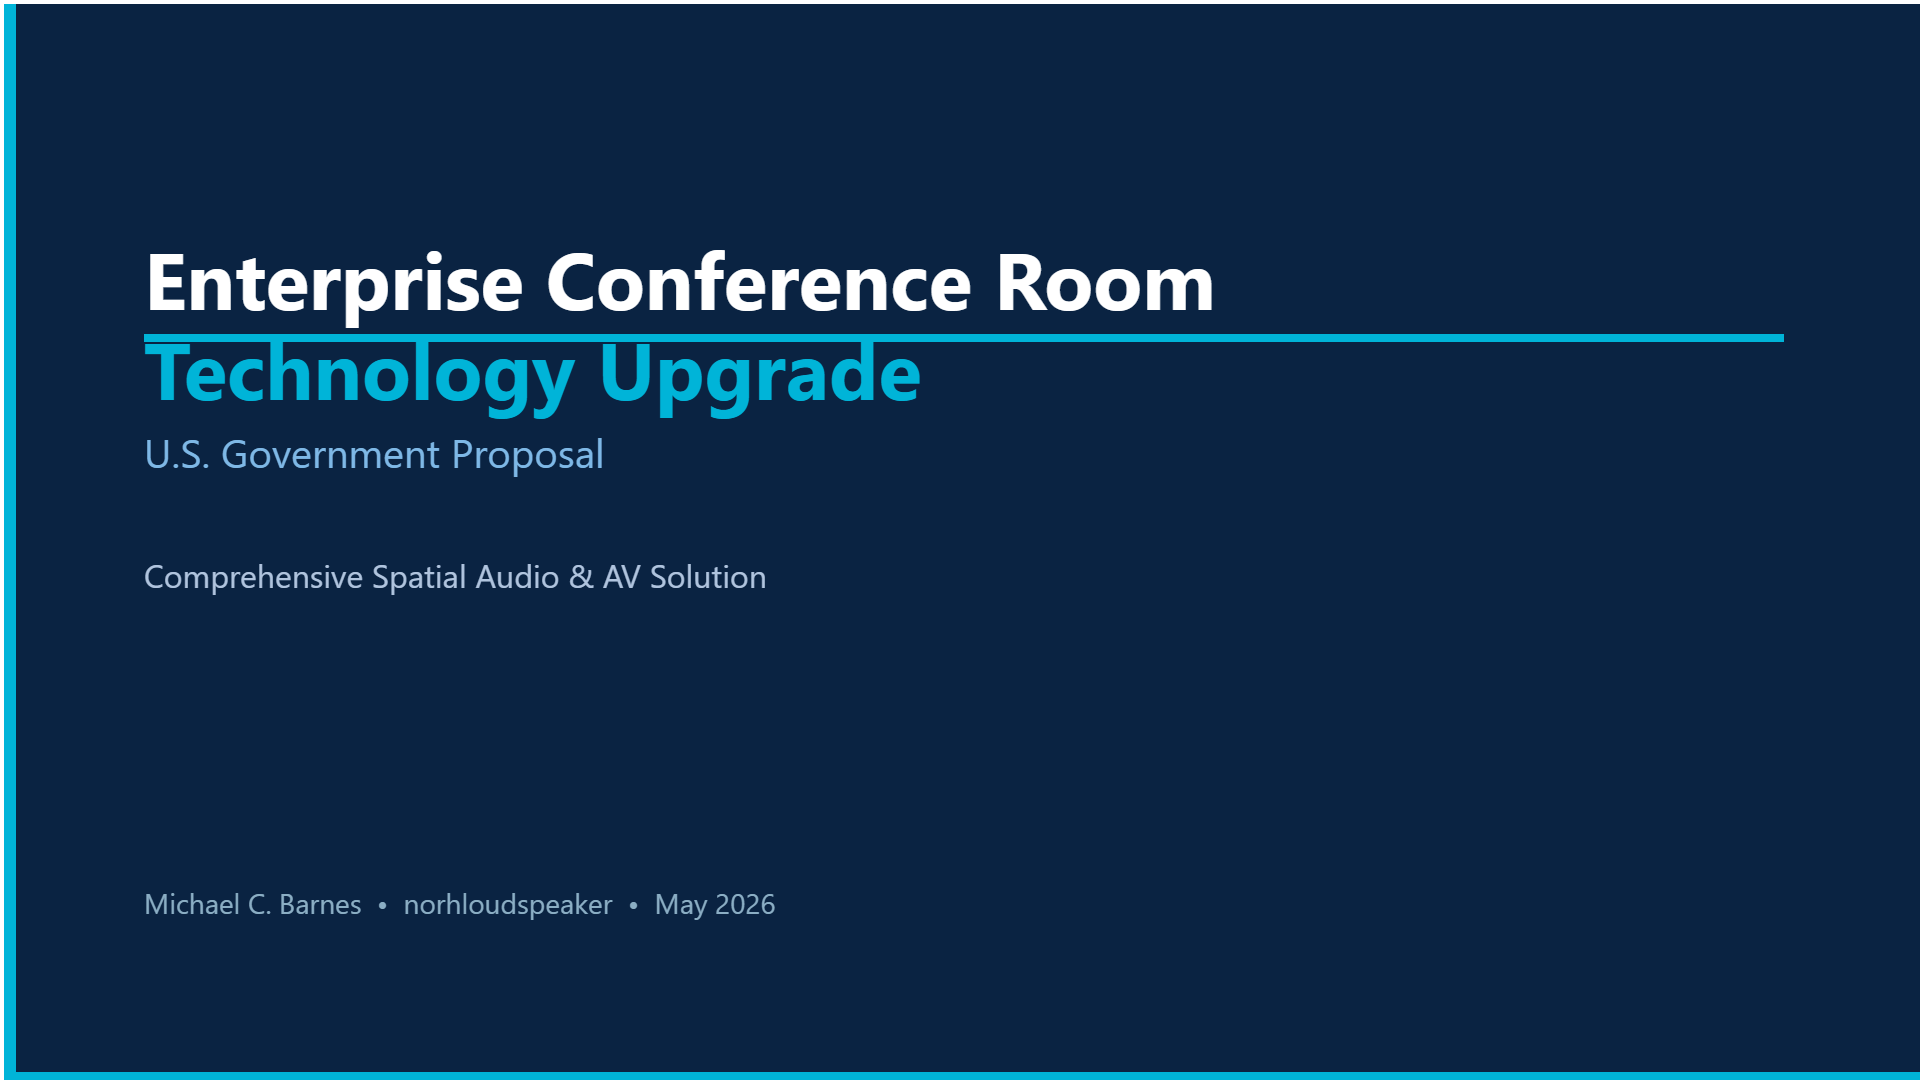 Enterprise Conference Room
Technology Upgrade
U.S. Government Proposal
Comprehensive Spatial Audio & AV Solution
Michael C. Barnes • norhloudspeaker • May 2026